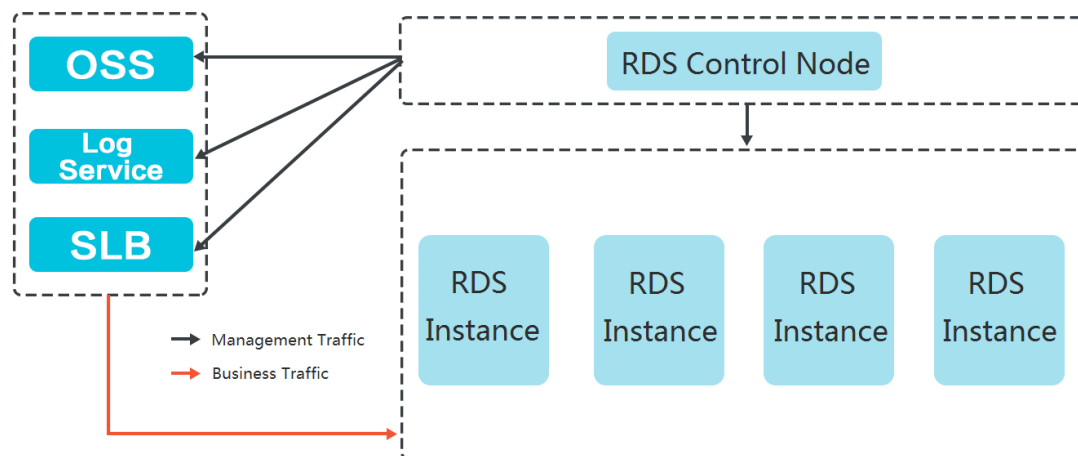 OSS
Log
Service
SLB
RDS Control Node
RDS
Instance
RDS
Instance
RDS
Instance
RDS
Instance
Management Traffic
Business Traffic